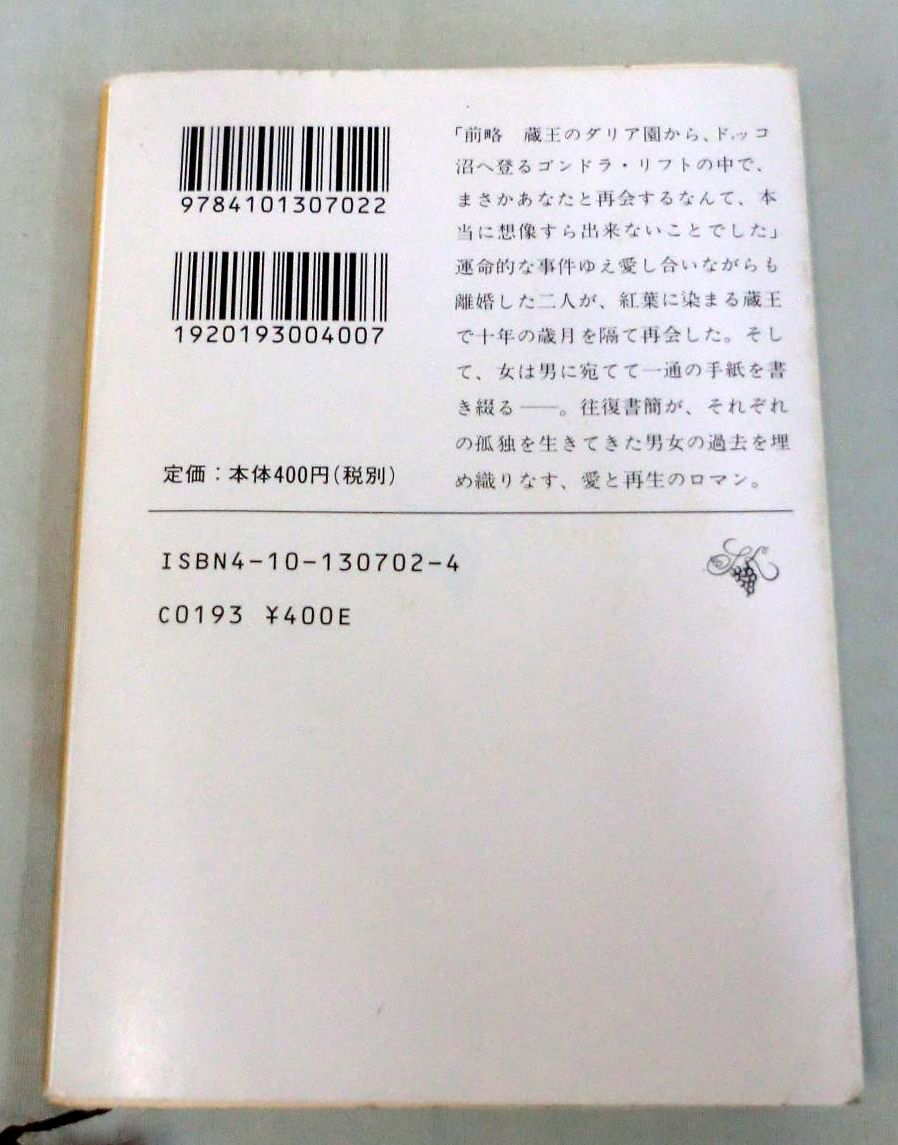 9784101307022
1920193004007
定価：本体400円(税別)
「前略　蔵王のダリア園から、ドッコ
沼へ登るゴンドラ・リフトの中で、
まさかあなたと再会するなんて、本
当に想像すら出来ないことでした」
運命的な事件ゆえ愛し合いながらも
離婚した二人が、紅葉に染まる蔵王
で十年の歳月を隔て再会した。そし
て、女は男に宛てて一通の手紙を書
き綴る──。往復書簡が、それぞれ
の孤独を生きてきた男女の過去を埋
め織りなす、愛と再生のロマン。
ISBN4-10-130702-4
C0193 ¥400E